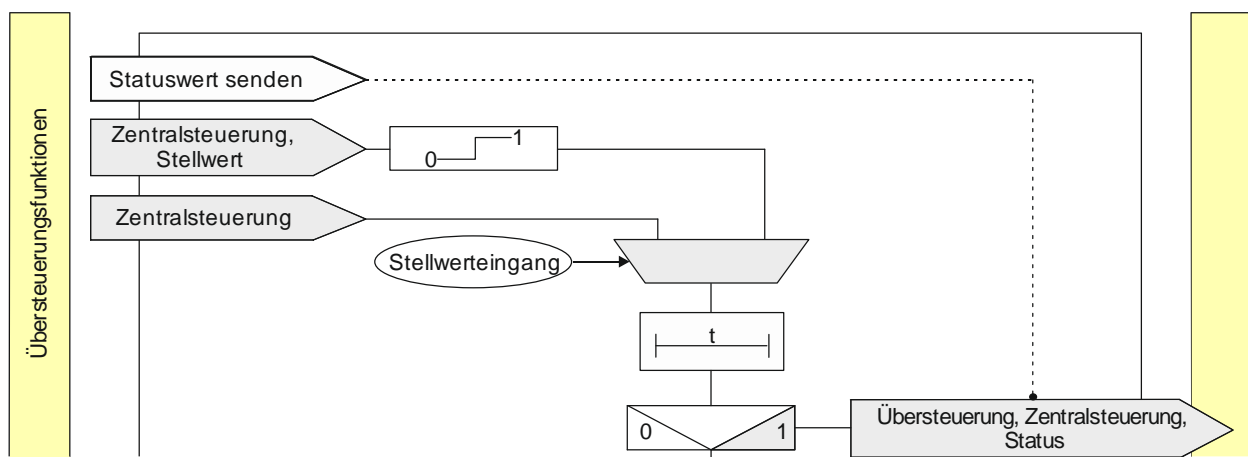 Übersteuerungsfunktionen
Statuswert senden
Zentralsteuerung,
Stellwert
0
1
Zentralsteuerung
Stellwerteingang
t
0
1
Übersteuerung, Zentralsteuerung,
Status